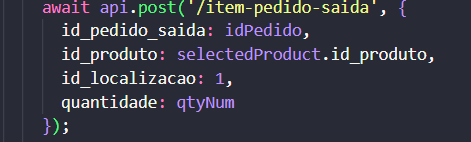 await api.post('/item-pedido-saida', {
id_pedido_saida: idPedido,
id_produto: selectedProduct.id_produto,
id_localizacao: 1,
quantidade: qtyNum
});